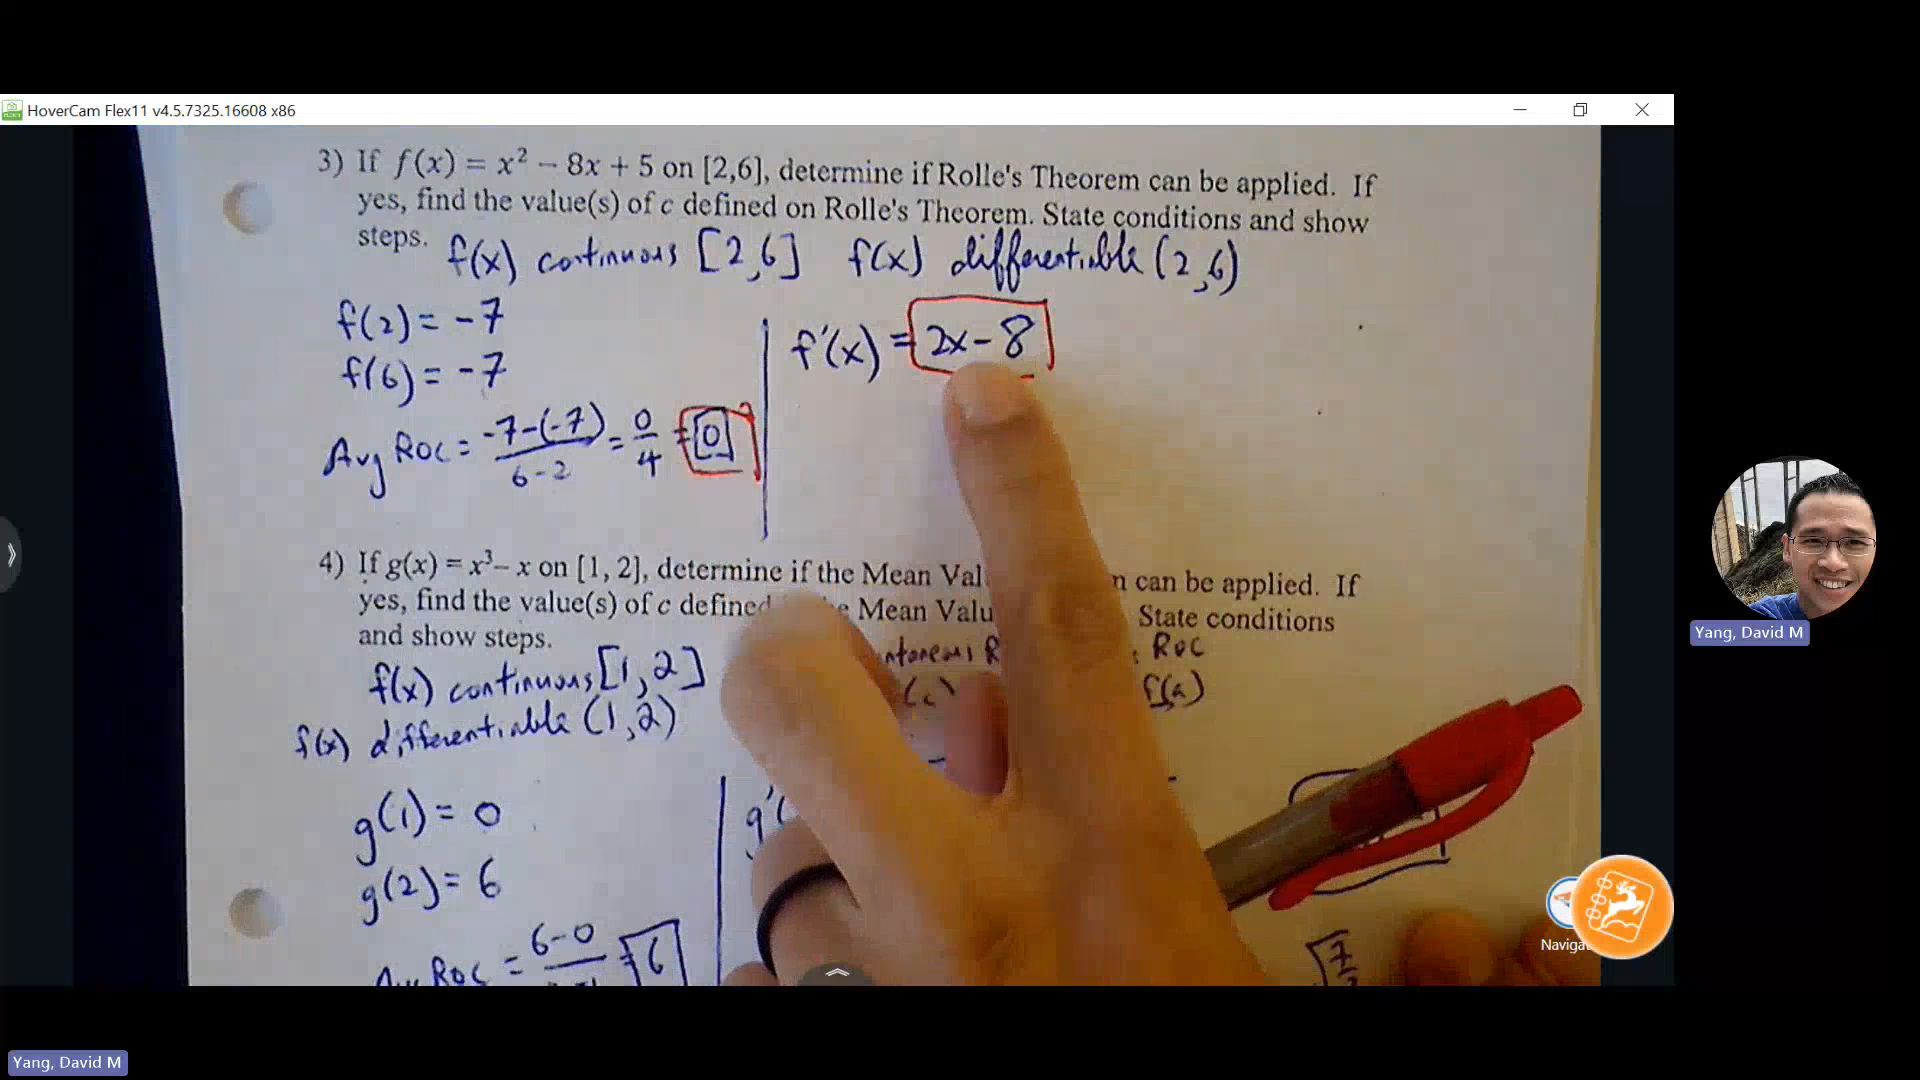 HoverCam Flex11 v4.5.7325.16608 x86
3) If f(x) = x² − 8x + 5 on [2,6], determine if Rolle's Theorem can be applied. If
yes, find the value(s) of c defined on Rolle's Theorem. State conditions and show
steps.
f(x) continuous [2,6] f(x) differentiable (2,6)
f(2) = -7
f(6) = -7
Avg ROC = -7-(-7) / 6-2 = 0/4 = 0
f'(x) = 2x - 8
4) If g(x) = x³ – x on [1, 2], determine if the Mean Val can be applied. If
yes, find the value(s) of c defined Mean Valu State conditions
and show steps.
ROC
f(x) continuous [1,2]
f(a)
f(x) differentiable (1,2)
g(1) = 0
g'(
g(2) = 6
Avg ROC = 6-0 = 6
7
Yang, David M
Navigat
Yang, David M